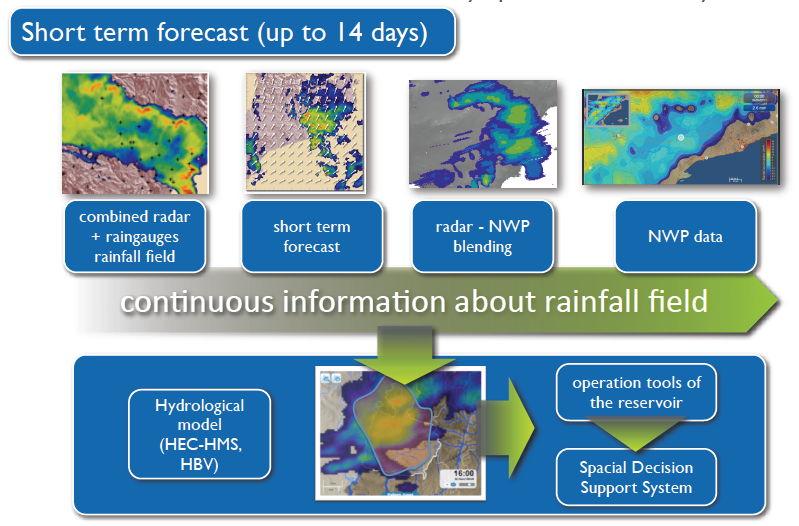 Short term forecast (up to 14 days)
combined radar
+ raingauges
rainfall field
short term
forecast
radar - NWP
blending
NWP data
continuous information about rainfall field
Hydrological
model
(HEC-HMS,
HBV)
16:00
operation tools of
the reservoir
Spacial Decision
Support System